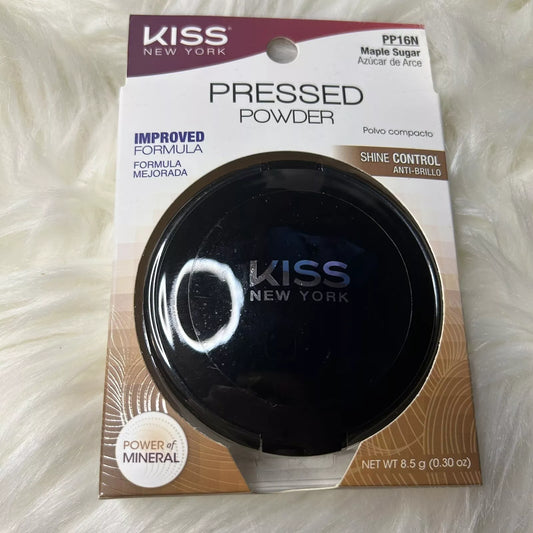 KISS
NEW YORK
PP16N
Maple Sugar
Azúcar de Arce
PRESSED
POWDER
Polvo compacto
IMPROVED
FORMULA
FORMULA
MEJORADA
SHINE CONTROL
ANTI-BRILLO
KISS
NEW YORK
POWER of
MINERAL
NET WT 8.5 g (0.30 oz)